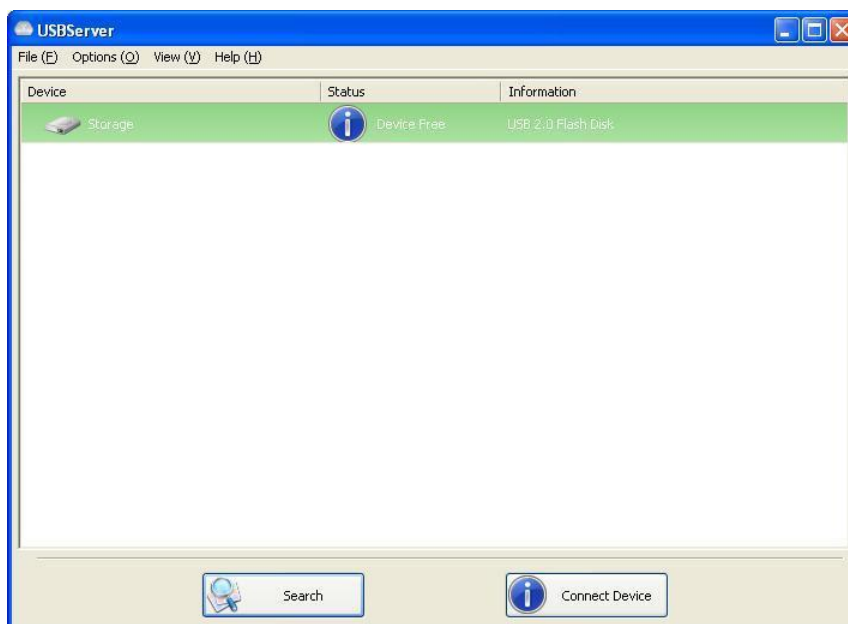 USBServer
File (F) Options (O) View (V) Help (H)
Device Status Information
Storage Device Free USB 2.0 Flash Disk
Search Connect Device